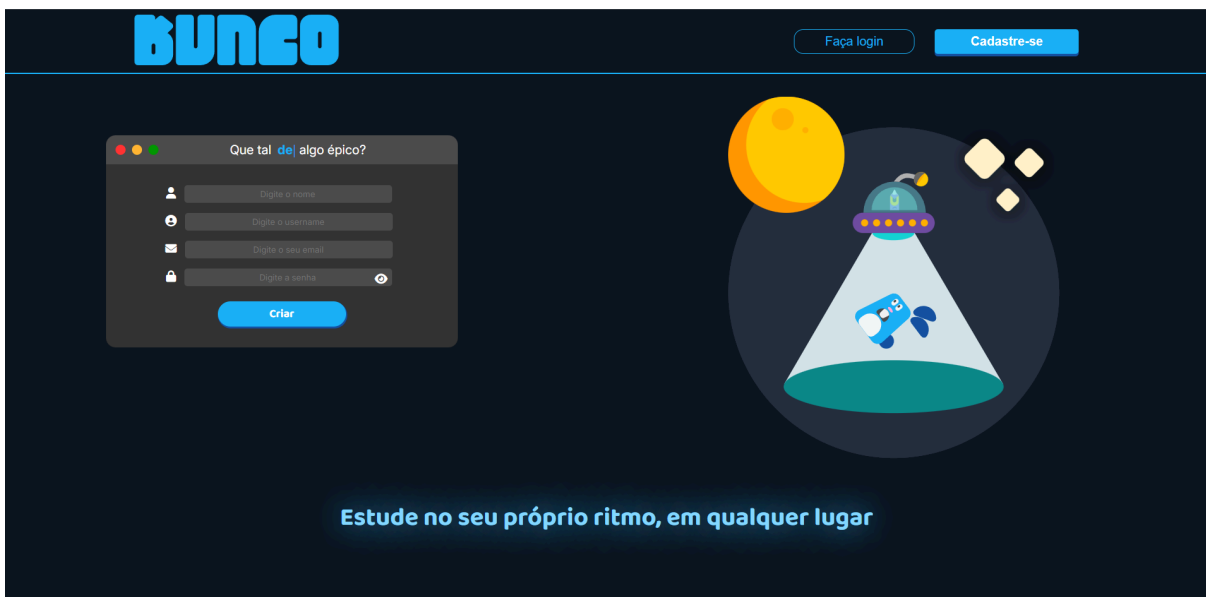 BUNCO
Faça login
Cadastre-se
Que tal de| algo épico?
Digite o nome
Digite o username
Digite o seu email
Digite a senha
Criar
Estude no seu próprio ritmo, em qualquer lugar